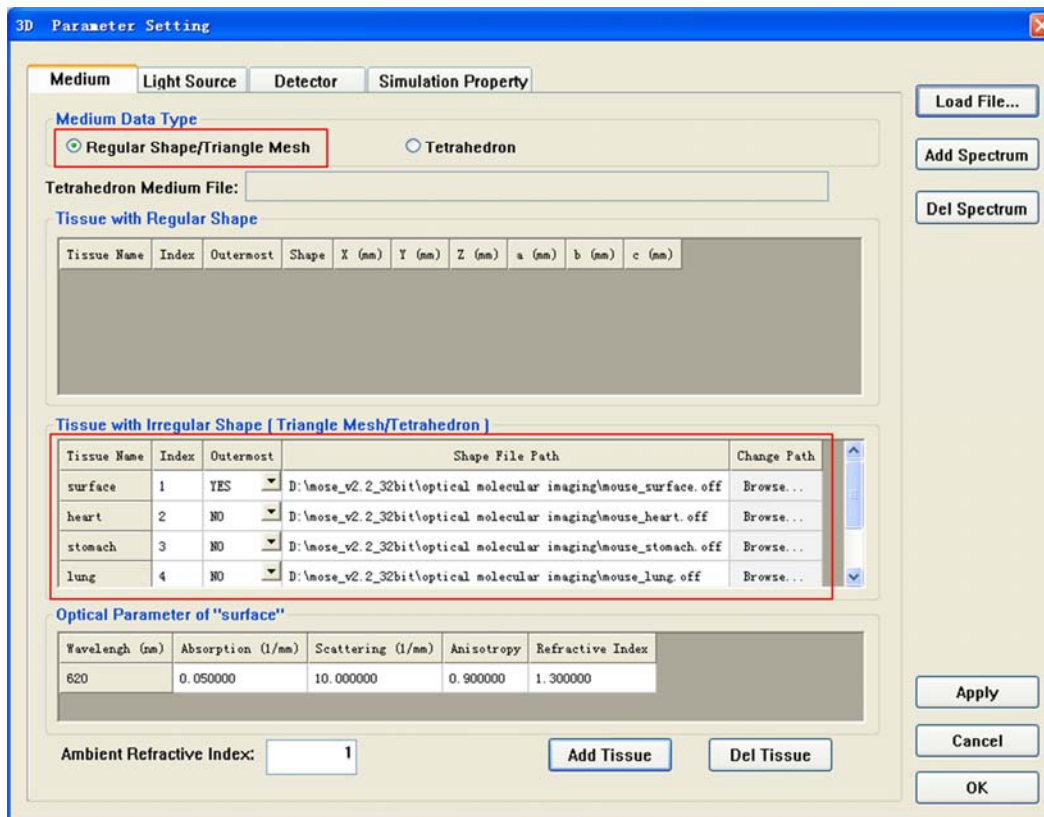 3D Parameter Setting
Medium Light Source Detector Simulation Property
Load File...
Medium Data Type
Regular Shape/Triangle Mesh Tetrahedron
Add Spectrum
Tetrahedron Medium File:
Del Spectrum
Tissue with Regular Shape
Tissue Name Index Outermost Shape X (mm) Y (mm) Z (mm) a (mm) b (mm) c (mm)
Tissue with Irregular Shape ( Triangle Mesh/Tetrahedron )
Tissue Name Index Outermost Shape File Path Change Path
surface 1 YES D:\mose_v2.2_32bit\optical molecular imaging\mouse_surface.off Browse...
heart 2 NO D:\mose_v2.2_32bit\optical molecular imaging\mouse_heart.off Browse...
stomach 3 NO D:\mose_v2.2_32bit\optical molecular imaging\mouse_stomach.off Browse...
lung 4 NO D:\mose_v2.2_32bit\optical molecular imaging\mouse_lung.off Browse...
Optical Parameter of "surface"
Wavelengh (nm) Absorption (1/mm) Scattering (1/mm) Anisotropy Refractive Index
620 0.050000 10.000000 0.900000 1.300000
Apply
Ambient Refractive Index: 1 Add Tissue Del Tissue
Cancel
OK